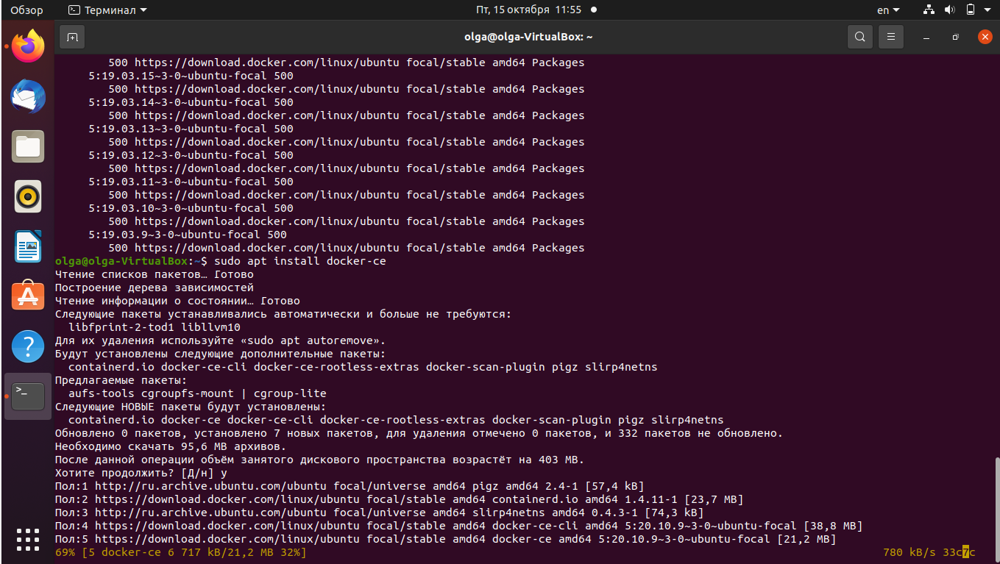 Обзор Терминал Пт, 15 октября 11:55 en
olga@olga-VirtualBox: ~
500 https://download.docker.com/linux/ubuntu focal/stable amd64 Packages
5:19.03.15~3-0~ubuntu-focal 500
500 https://download.docker.com/linux/ubuntu focal/stable amd64 Packages
5:19.03.14~3-0~ubuntu-focal 500
500 https://download.docker.com/linux/ubuntu focal/stable amd64 Packages
5:19.03.13~3-0~ubuntu-focal 500
500 https://download.docker.com/linux/ubuntu focal/stable amd64 Packages
5:19.03.12~3-0~ubuntu-focal 500
500 https://download.docker.com/linux/ubuntu focal/stable amd64 Packages
5:19.03.11~3-0~ubuntu-focal 500
500 https://download.docker.com/linux/ubuntu focal/stable amd64 Packages
5:19.03.10~3-0~ubuntu-focal 500
500 https://download.docker.com/linux/ubuntu focal/stable amd64 Packages
5:19.03.9~3-0~ubuntu-focal 500
500 https://download.docker.com/linux/ubuntu focal/stable amd64 Packages
olga@olga-VirtualBox:~$ sudo apt install docker-ce
Чтение списков пакетов… Готово
Построение дерева зависимостей
Чтение информации о состоянии… Готово
Следующие пакеты устанавливались автоматически и больше не требуются:
libfprint-2-tod1 libllvm10
Для их удаления используйте «sudo apt autoremove».
Будут установлены следующие дополнительные пакеты:
containerd.io docker-ce-cli docker-ce-rootless-extras docker-scan-plugin pigz slirp4netns
Предлагаемые пакеты:
aufs-tools cgroupfs-mount | cgroup-lite
Следующие НОВЫЕ пакеты будут установлены:
containerd.io docker-ce docker-ce-cli docker-ce-rootless-extras docker-scan-plugin pigz slirp4netns
Обновлено 0 пакетов, установлено 7 новых пакетов, для удаления отмечено 0 пакетов, и 332 пакетов не обновлено.
Необходимо скачать 95,6 MB архивов.
После данной операции объём занятого дискового пространства возрастёт на 403 MB.
Хотите продолжить? [Д/н] y
Пол:1 http://ru.archive.ubuntu.com/ubuntu focal/universe amd64 pigz amd64 2.4-1 [57,4 kB]
Пол:2 https://download.docker.com/linux/ubuntu focal/stable amd64 containerd.io amd64 1.4.11-1 [23,7 MB]
Пол:3 http://ru.archive.ubuntu.com/ubuntu focal/universe amd64 slirp4netns amd64 0.4.3-1 [74,3 kB]
Пол:4 https://download.docker.com/linux/ubuntu focal/stable amd64 docker-ce-cli amd64 5:20.10.9~3-0~ubuntu-focal [38,8 MB]
Пол:5 https://download.docker.com/linux/ubuntu focal/stable amd64 docker-ce amd64 5:20.10.9~3-0~ubuntu-focal [21,2 MB]
69% [5 docker-ce 6 717 kB/21,2 MB 32%] 780 kB/s 33с7с